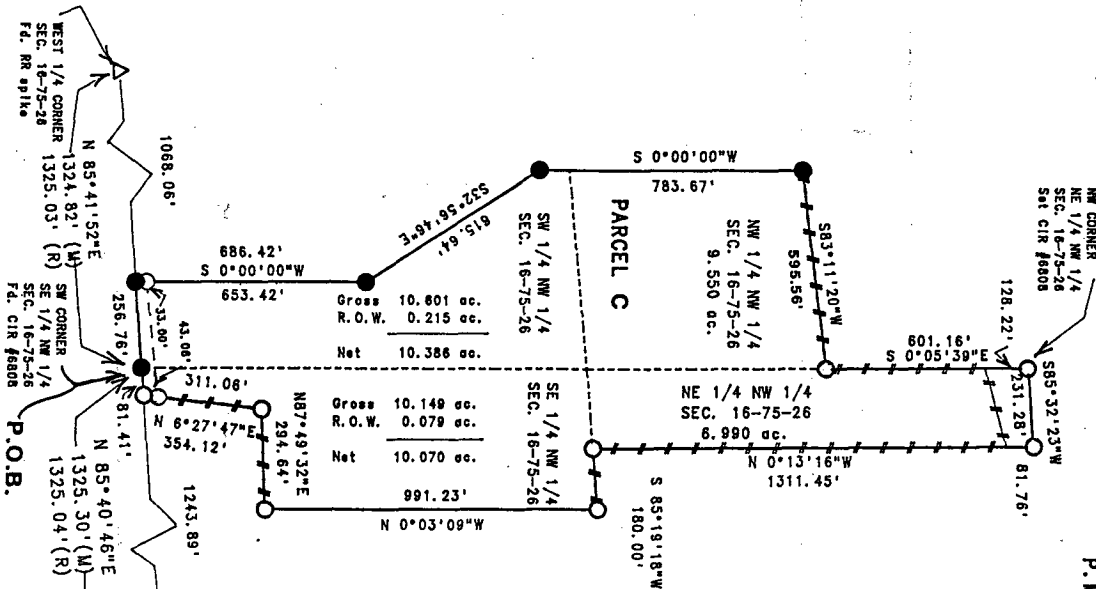 NW CORNER
NE 1/4 NW 1/4
SEC. 16-75-26
Set CIR #6808
128.22'
S85°32'23"W
231.28'
81.76'
601.16'
S 0°05'39"E
S 0°00'00"W
783.67'
S83°11'20"W
595.56'
NW 1/4 NW 1/4
SEC. 16-75-26
9.550 ac.
PARCEL C
SW 1/4 NW 1/4
SEC. 16-75-26
S32°56'46"E
615.64'
NE 1/4 NW 1/4
SEC. 16-75-26
6.990 ac.
N 0°13'16"W
1311.45'
S 85°19'18"W
180.00'
SE 1/4 NW 1/4
SEC. 16-75-26
991.23'
N 0°03'09"W
N87°49'32"E
294.64'
Gross 10.601 ac.
R.O.W. 0.215 ac.
Net 10.386 ac.
Gross 10.149 ac.
R.O.W. 0.079 ac.
Net 10.070 ac.
686.42'
S 0°00'00"W
653.42'
33.00'
43.06'
311.06'
N 6°27'47"E
354.12'
WEST 1/4 CORNER
SEC. 16-75-26
Fd. RR spike
1068.06'
N 85°41'52"E
1324.82' (M)
1325.03' (R)
256.76'
SW CORNER
SE 1/4 NW 1/4
SEC. 16-75-26
Fd. CIR #6808
81.41'
P.O.B.
N 85°40'46"E
1325.30'(M)
1325.04'(R)
1243.89'